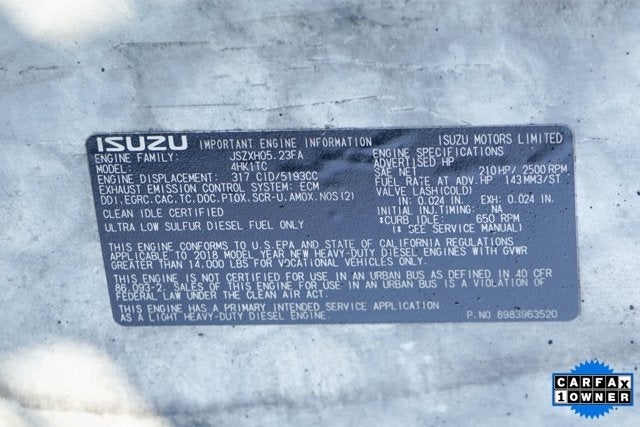 ISUZU IMPORTANT ENGINE INFORMATION ISUZU MOTORS LIMITED
ENGINE FAMILY: JSZXH05.23FA
MODEL: 4HK1TC
ENGINE DISPLACEMENT: 317 CID/5193CC
EXHAUST EMISSION CONTROL SYSTEM: ECM
DDI.EGRC.CAC.TC.DOC.PTOX.SCR-U.AMOX.NOS(2)
CLEAN IDLE CERTIFIED
ULTRA LOW SULFUR DIESEL FUEL ONLY
ENGINE SPECIFICATIONS
ADVERTISED HP
SAE NET 210HP/2500RPM
FUEL RATE AT ADV.HP 143MM3/ST
VALVE LASH(COLD)
IN: 0.024 IN. EXH: 0.024 IN.
INITIAL INJ.TIMING: NA
*CURB IDLE: 650 RPM
(* SEE SERVICE MANUAL)
THIS ENGINE CONFORMS TO U.S.EPA AND STATE OF CALIFORNIA REGULATIONS
APPLICABLE TO 2018 MODEL YEAR NEW HEAVY-DUTY DIESEL ENGINES WITH GVWR
GREATER THAN 14.000 LBS FOR VOCATIONAL VEHICLES ONLY.
THIS ENGINE IS NOT CERTIFIED FOR USE IN AN URBAN BUS AS DEFINED IN 40 CFR
86.093-2. SALES OF THIS ENGINE FOR USE IN AN URBAN BUS IS A VIOLATION OF
FEDERAL LAW UNDER THE CLEAN AIR ACT.
THIS ENGINE HAS A PRIMARY INTENDED SERVICE APPLICATION
AS A LIGHT HEAVY-DUTY DIESEL ENGINE.
P.NO 8983963520
CARFAX
1 OWNER